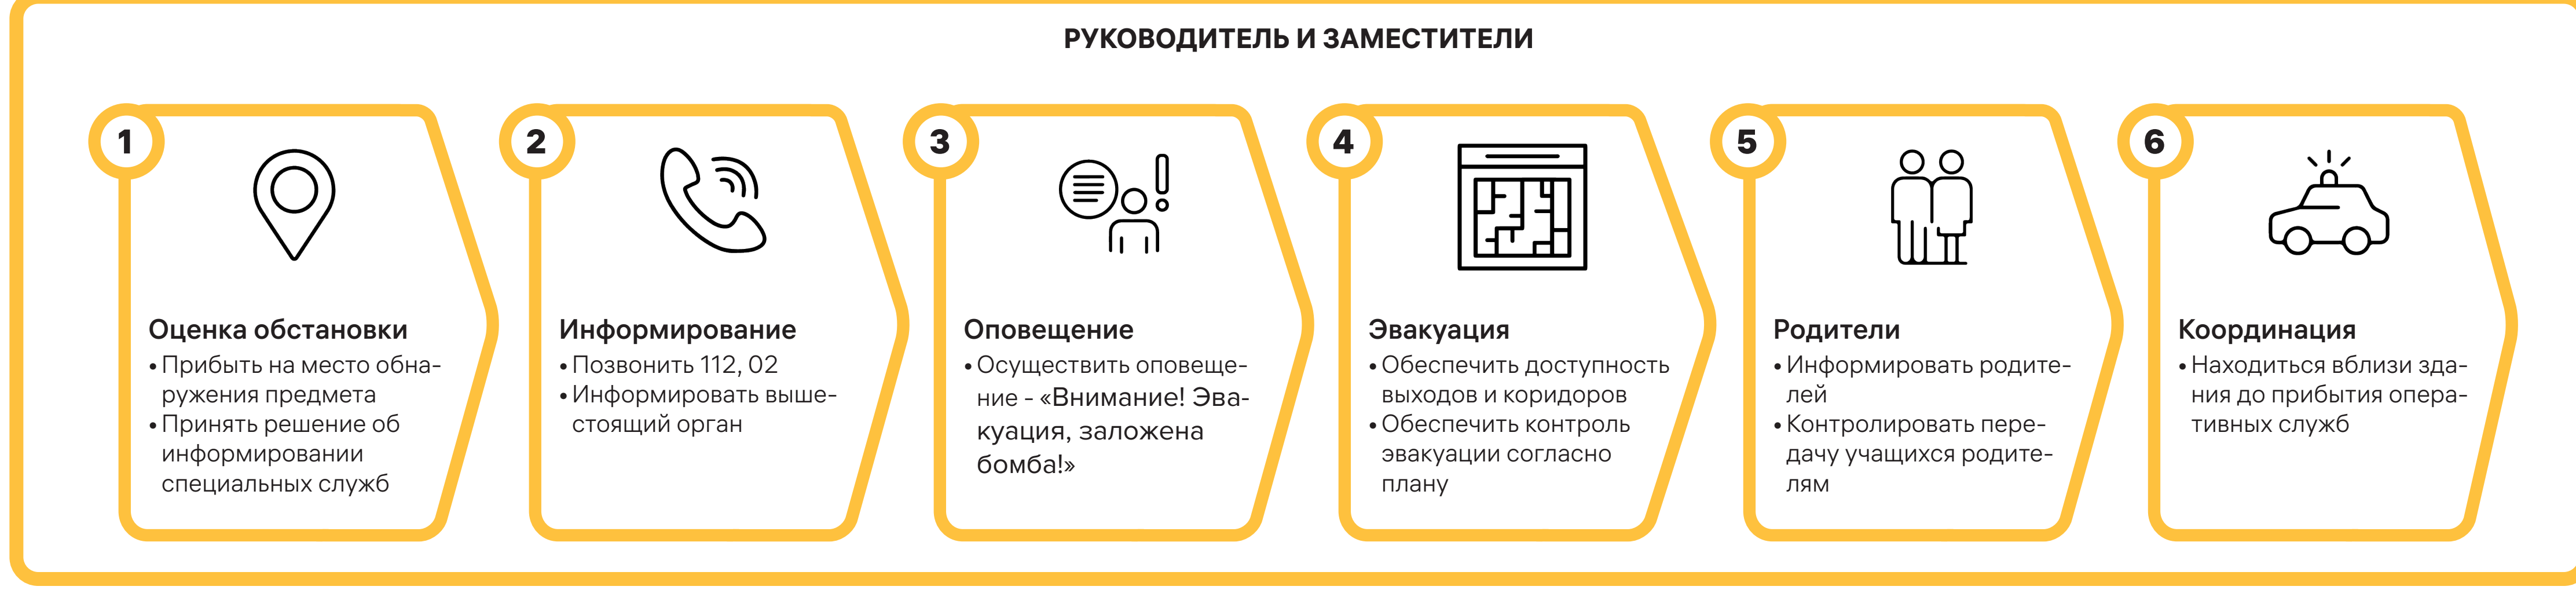 РУКОВОДИТЕЛЬ И ЗАМЕСТИТЕЛИ
1
Оценка обстановки
• Прибыть на место обна-
ружения предмета
• Принять решение об
информировании
специальных служб
2
Информирование
• Позвонить 112, 02
• Информировать выше-
стоящий орган
3
Оповещение
• Осуществить оповеще-
ние - «Внимание! Эва-
куация, заложена
бомба!»
4
Эвакуация
• Обеспечить доступность
выходов и коридоров
• Обеспечить контроль
эвакуации согласно
плану
5
Родители
• Информировать родите-
лей
• Контролировать пере-
дачу учащихся родите-
лям
6
Координация
• Находиться вблизи зда-
ния до прибытия опера-
тивных служб